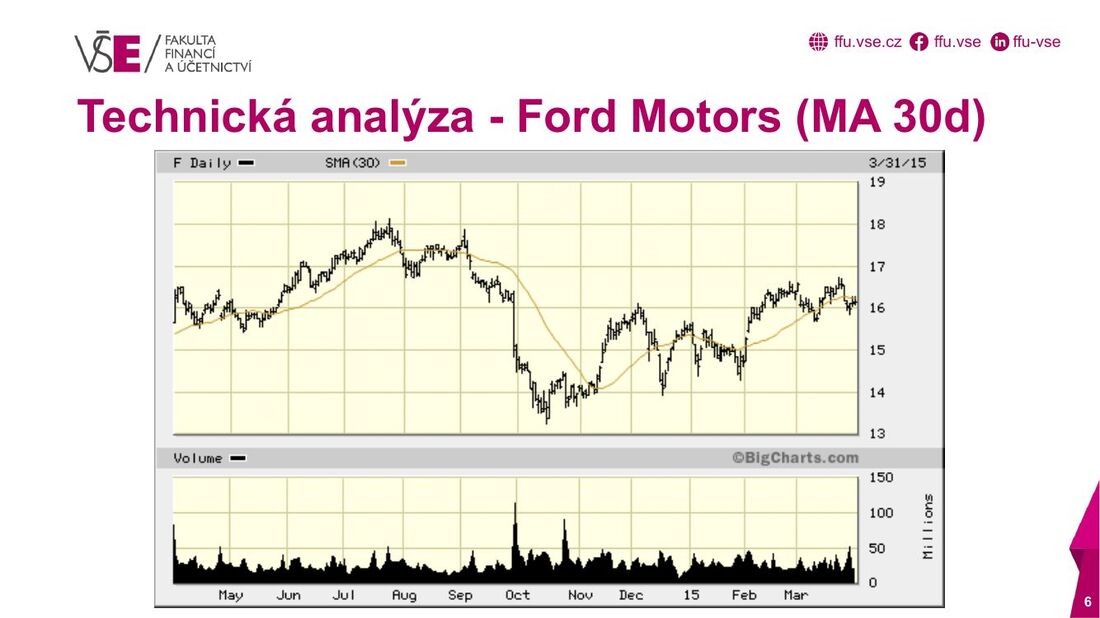 VŠE / FAKULTA
FINANCÍ
A ÚČETNICTVÍ
ffu.vse.cz ffu.vse in ffu-vse
Technická analýza - Ford Motors (MA 30d)
F Daily SMA(30) 3/31/15
19
18
17
16
15
14
13
Volume ©BigCharts.com
150
100
50
0
Millions
May Jun Jul Aug Sep Oct Nov Dec 15 Feb Mar
6